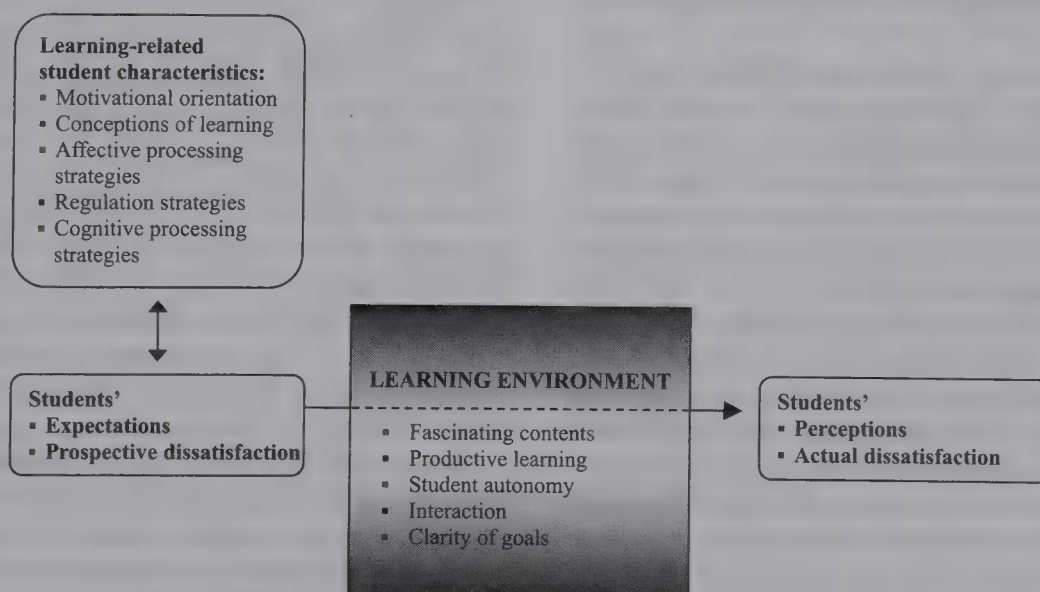 Learning-related
student characteristics:
▪ Motivational orientation
▪ Conceptions of learning
▪ Affective processing
strategies
▪ Regulation strategies
▪ Cognitive processing
strategies
Students’
▪ Expectations
▪ Prospective dissatisfaction
LEARNING ENVIRONMENT
▪ Fascinating contents
▪ Productive learning
▪ Student autonomy
▪ Interaction
▪ Clarity of goals
Students’
▪ Perceptions
▪ Actual dissatisfaction